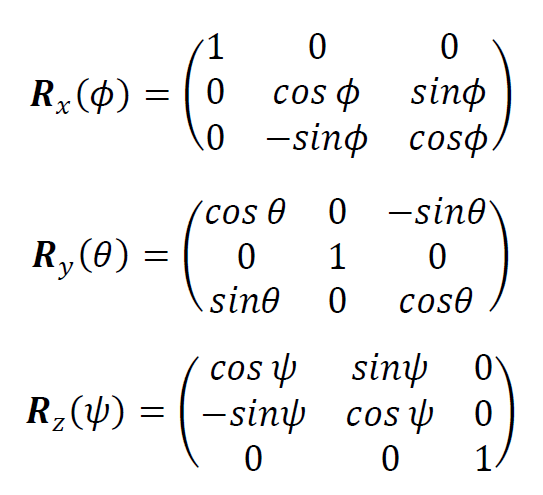 1 0 0
𝑹ₓ(ϕ) = ( 0 cos ϕ sinϕ )
0 −sinϕ cosϕ
cos θ 0 −sinθ
𝑹_y(θ) = ( 0 1 0 )
sinθ 0 cosθ
cos ψ sinψ 0
𝑹_z(ψ) = ( −sinψ cos ψ 0 )
0 0 1